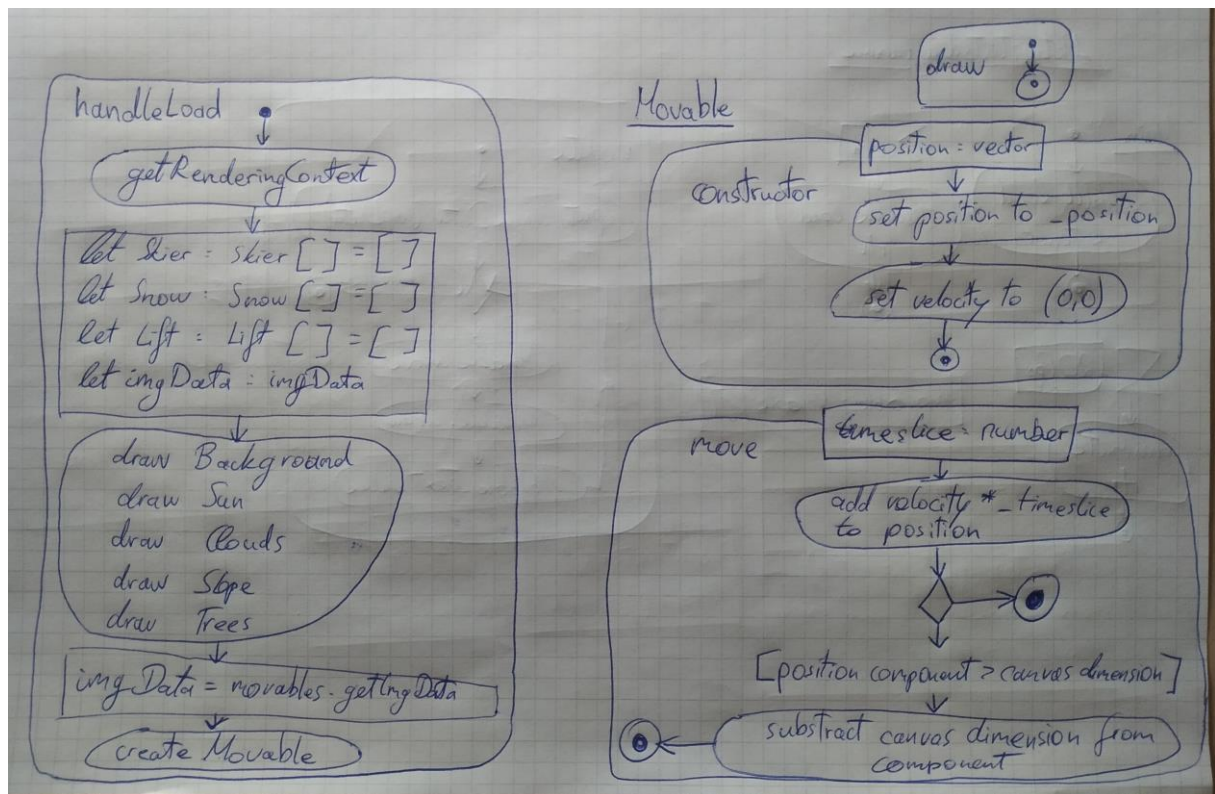 handleLoad
getRenderingContext
let Skier : Skier [ ] = [ ]
let Snow : Snow [ ] = [ ]
let Lift : Lift [ ] = [ ]
let imgData : imgData
draw Background
draw Sun
draw Clouds
draw Slope
draw Trees
imgData = movables.getImgData
create Movable
Movable
draw
constructor
position : vector
set position to _position
set velocity to (0,0)
move
timeslice : number
add velocity * _timeslice
to position
[position component > canvas dimension]
substract canvas dimension from
component